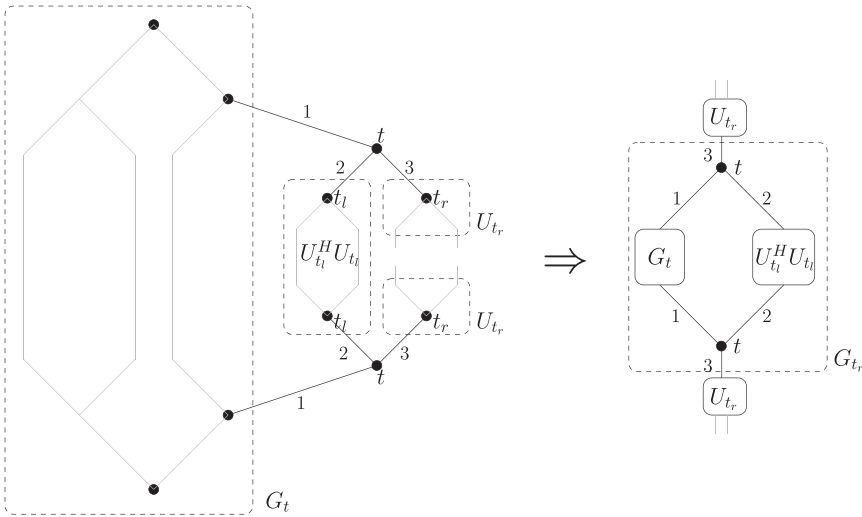 1
t
2
3
t_l
t_r
U_{t_r}
U_{t_l}^H U_{t_l}
t_l
t_r
U_{t_r}
2
3
t
1
G_t
⇒
U_{t_r}
3
t
1
2
G_t
U_{t_l}^H U_{t_l}
1
2
t
3
G_{t_r}
U_{t_r}